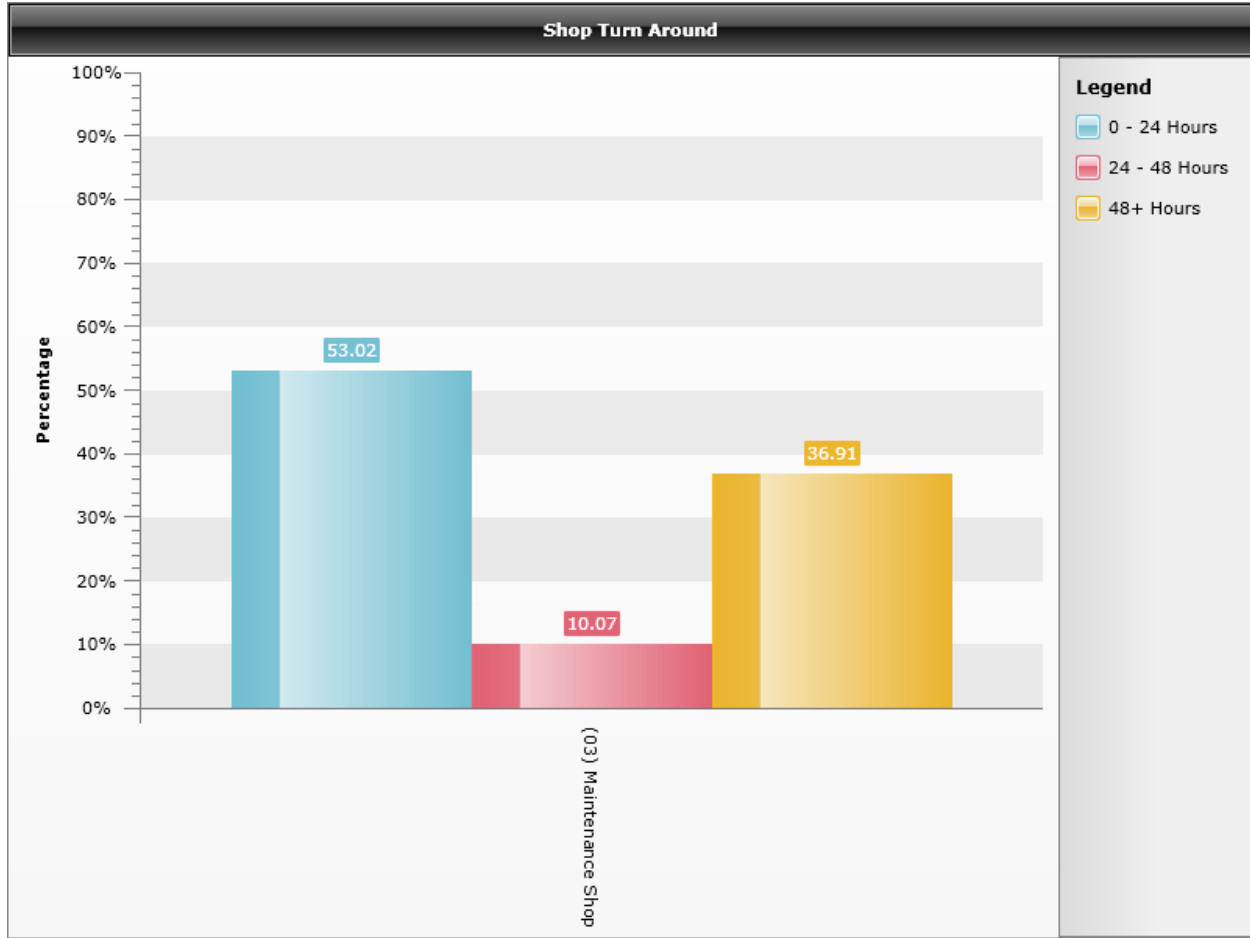 Shop Turn Around
100%
90%
80%
70%
60%
50%
40%
30%
20%
10%
0%
Percentage
53.02
10.07
36.91
(03) Maintenance Shop
Legend
0 - 24 Hours
24 - 48 Hours
48+ Hours